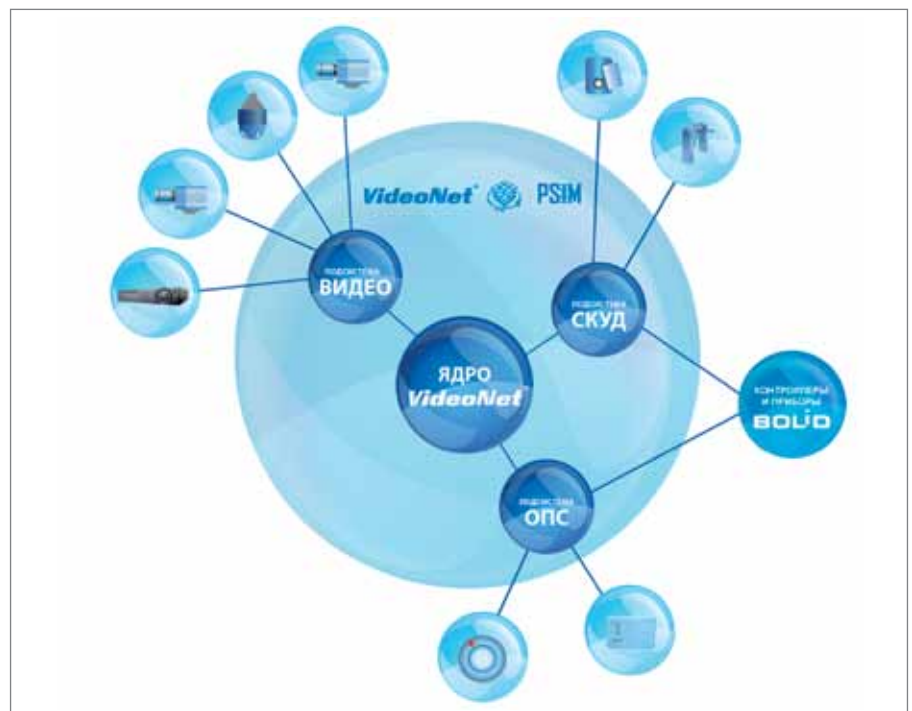 VideoNet PSIM
ПОДСИСТЕМА
ВИДЕО
ПОДСИСТЕМА
СКУД
ЯДРО
VideoNet
КОНТРОЛЛЕРЫ
И ПРИБОРЫ
BOLID
ПОДСИСТЕМА
ОПС